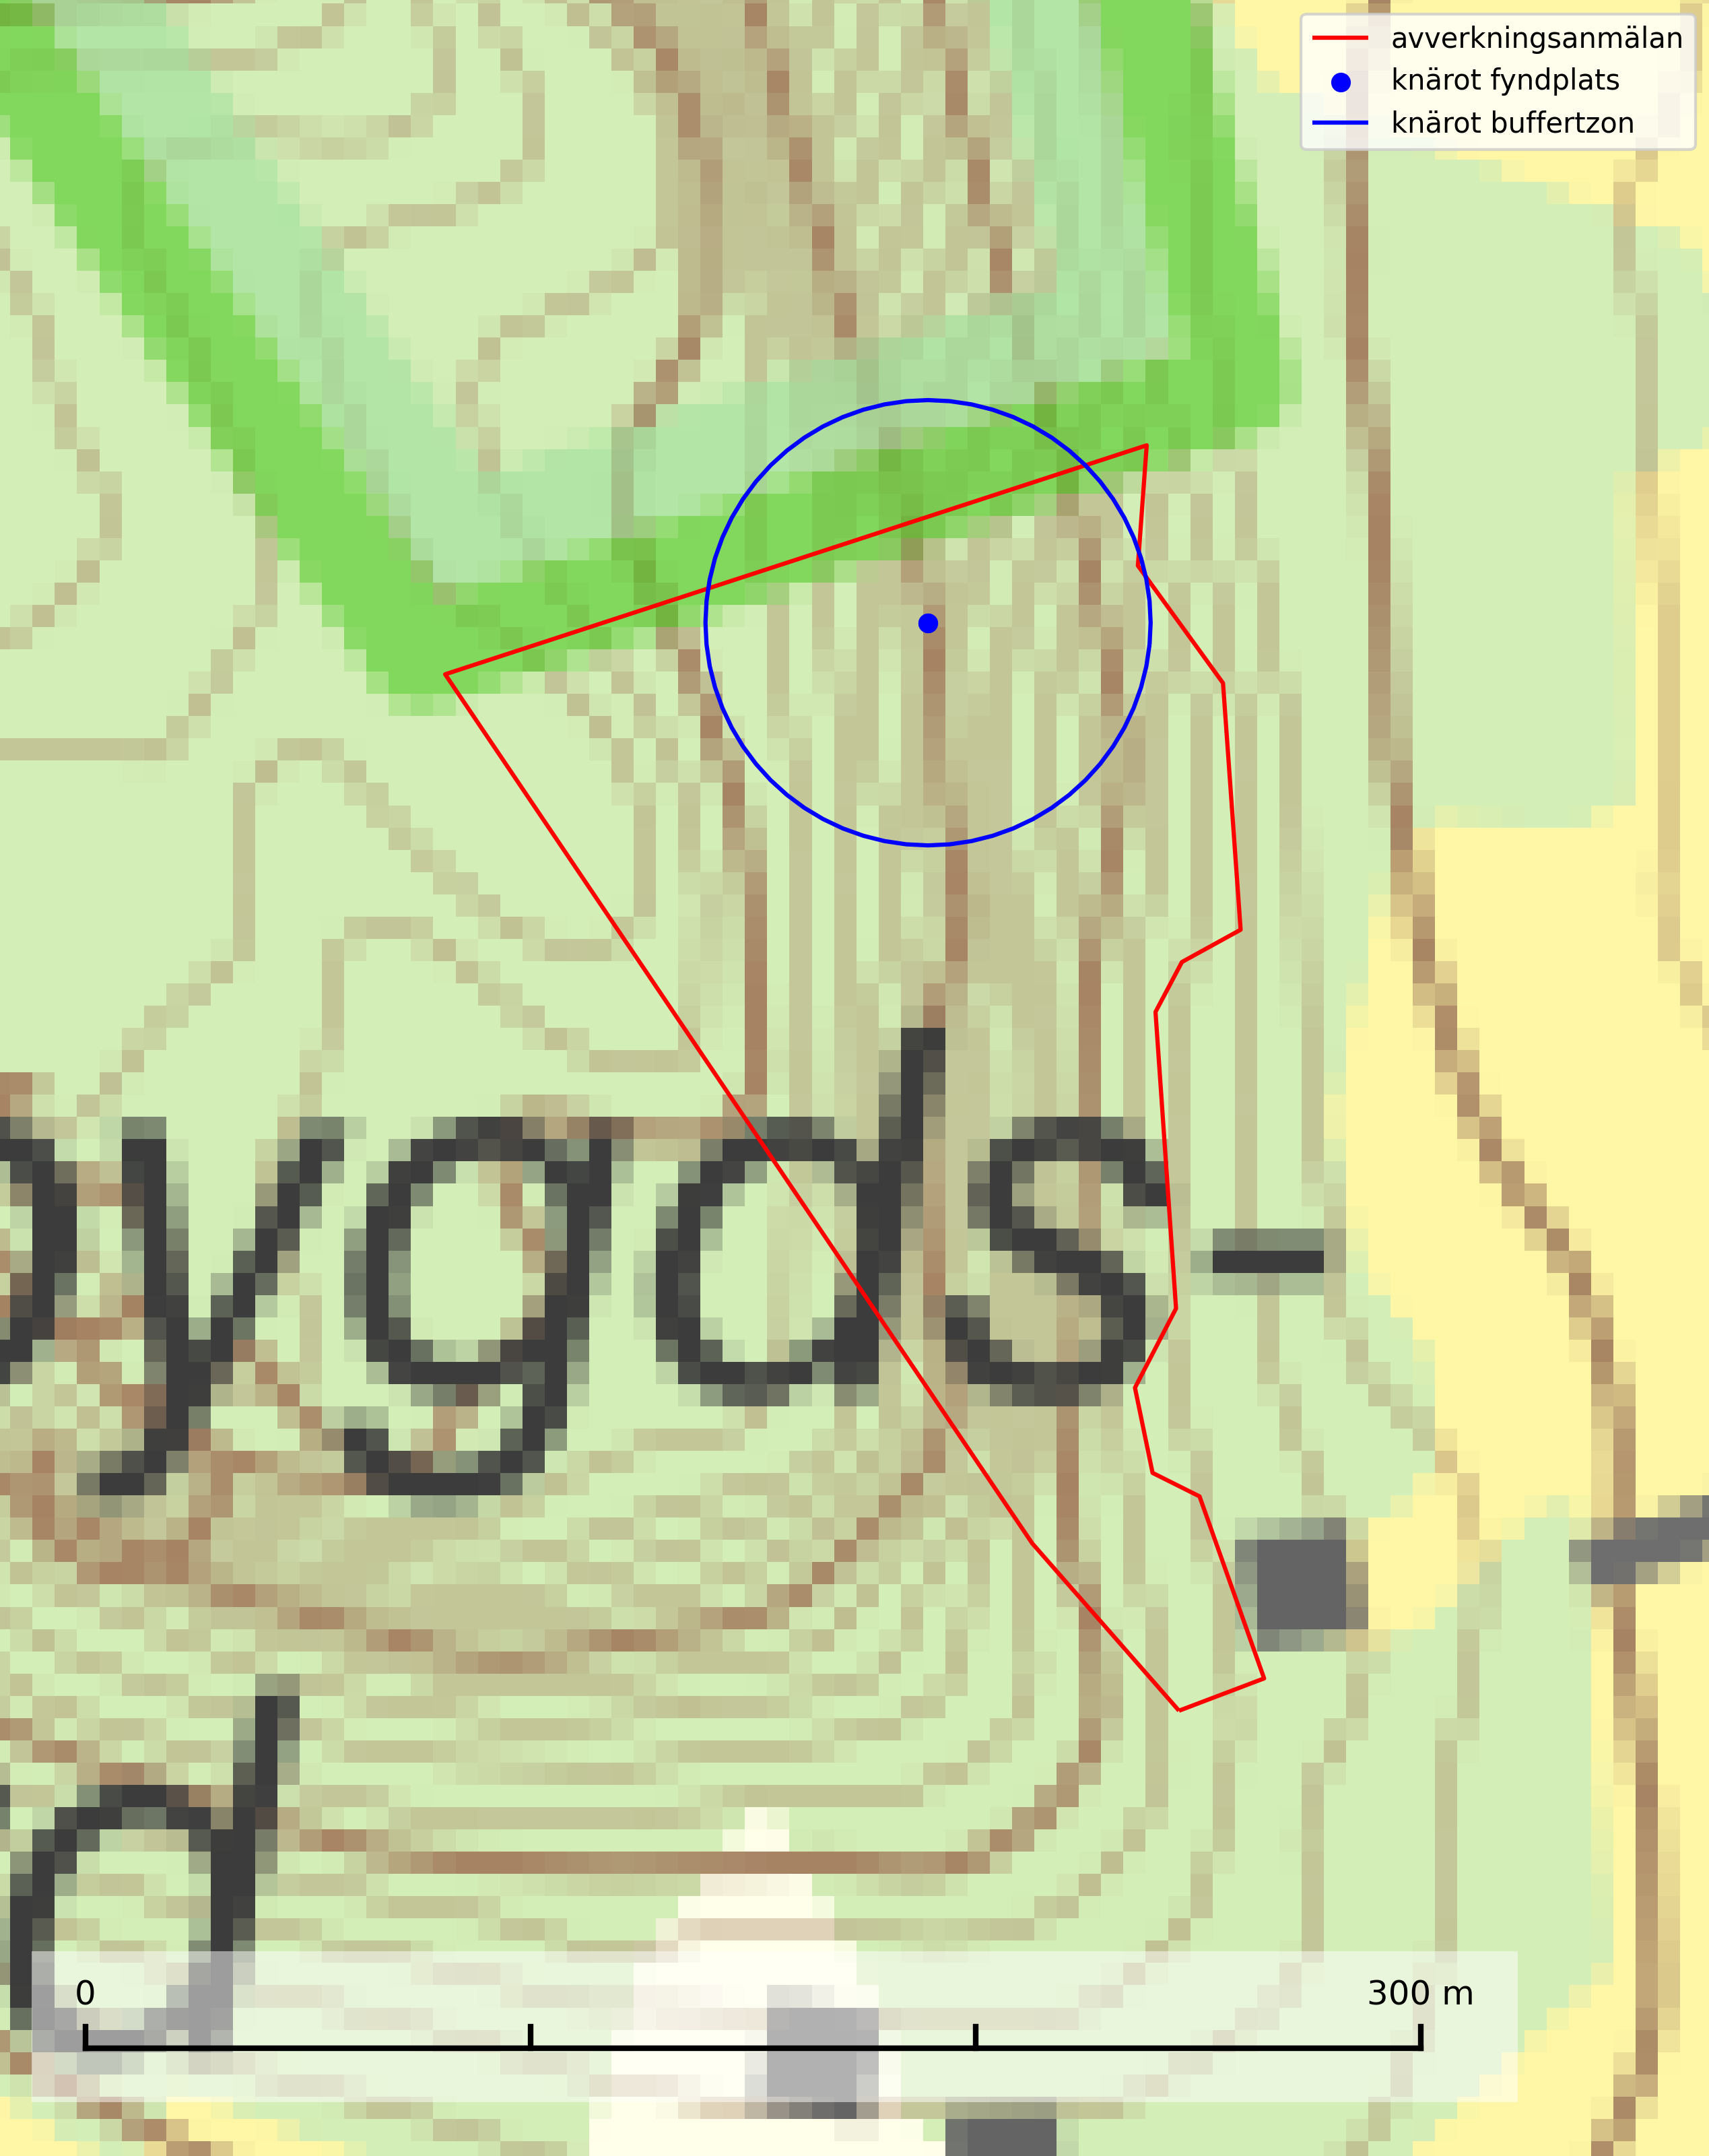 avverkningsanmälan
knärot fyndplats
knärot buffertzon
ygds-
0
300 m